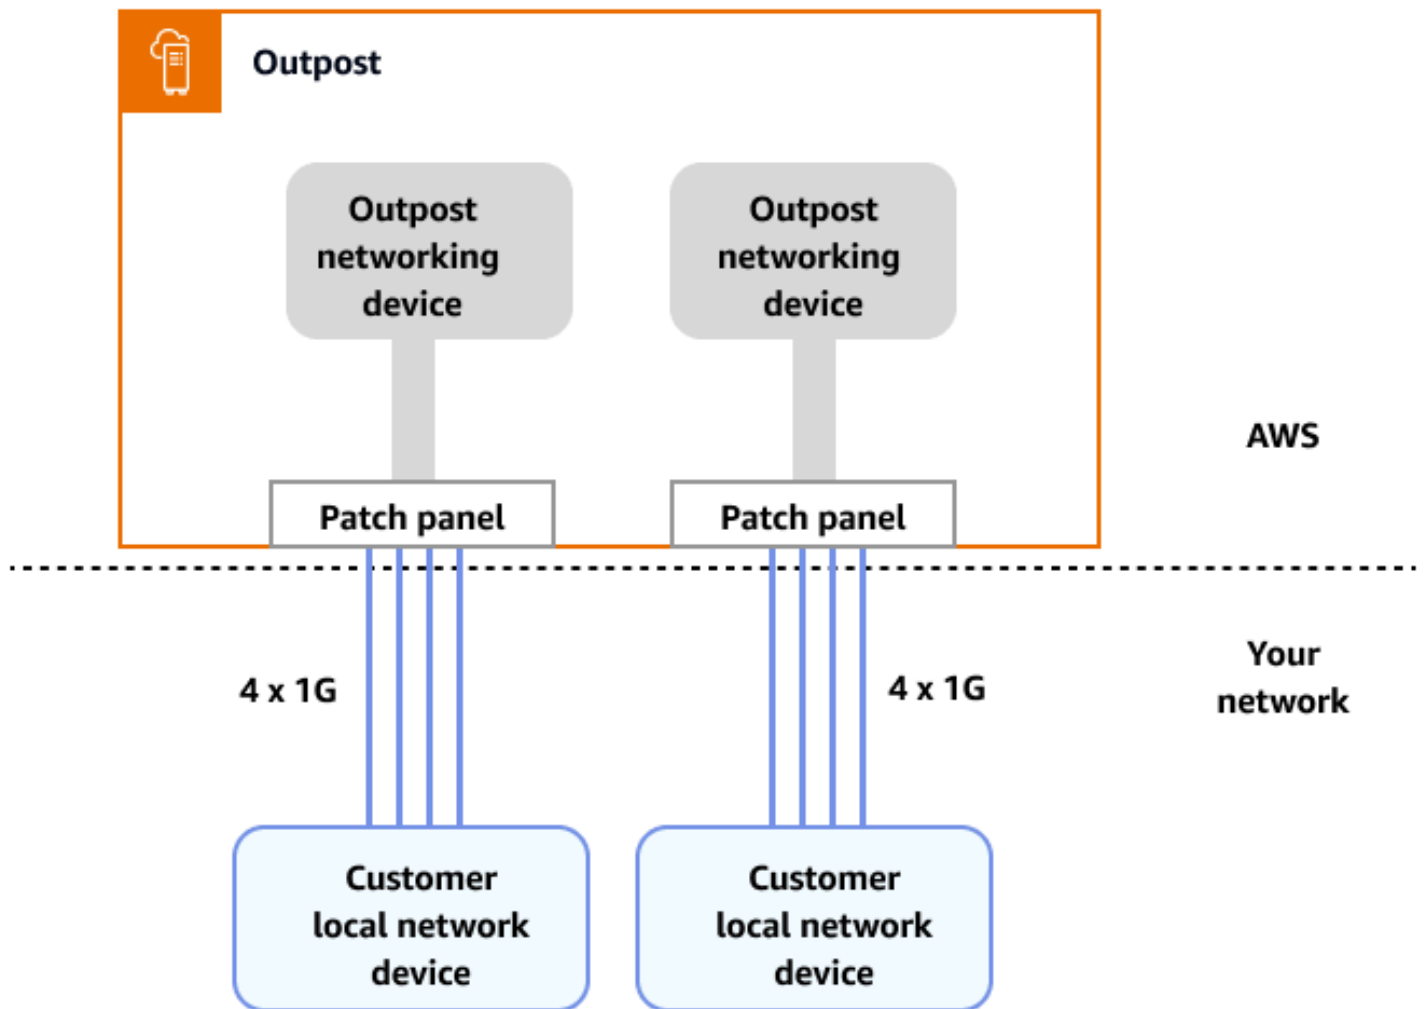 Outpost
Outpost
networking
device
Outpost
networking
device
AWS
Patch panel
Patch panel
4 x 1G
4 x 1G
Your
network
Customer
local network
device
Customer
local network
device